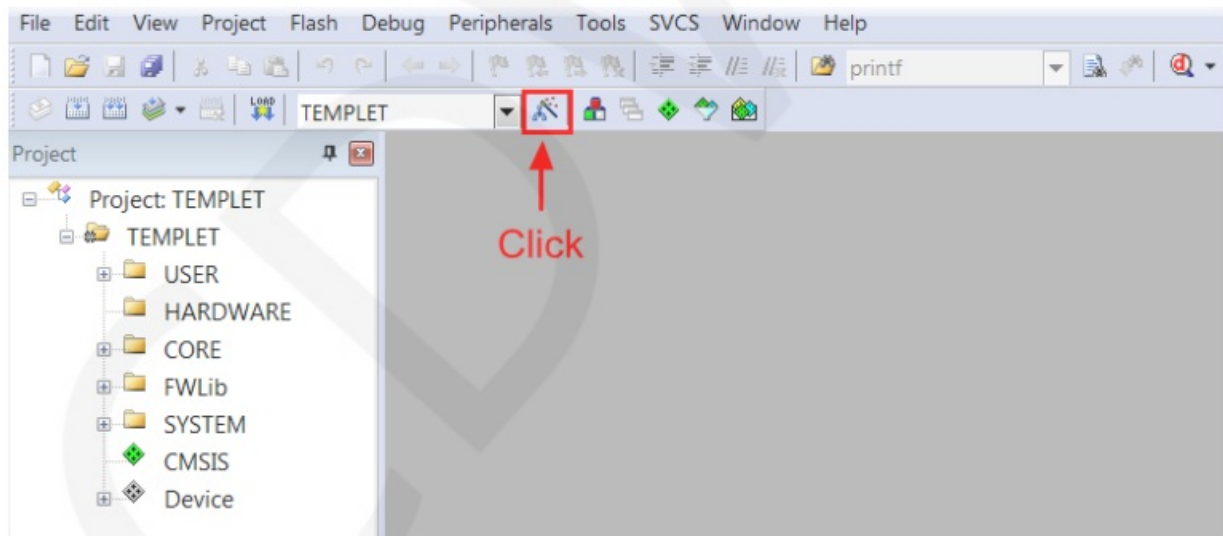 File Edit View Project Flash Debug Peripherals Tools SVCS Window Help
printf
LOAD TEMPLET
Project
Project: TEMPLET
TEMPLET
USER
HARDWARE
CORE
FWLib
SYSTEM
CMSIS
Device
Click